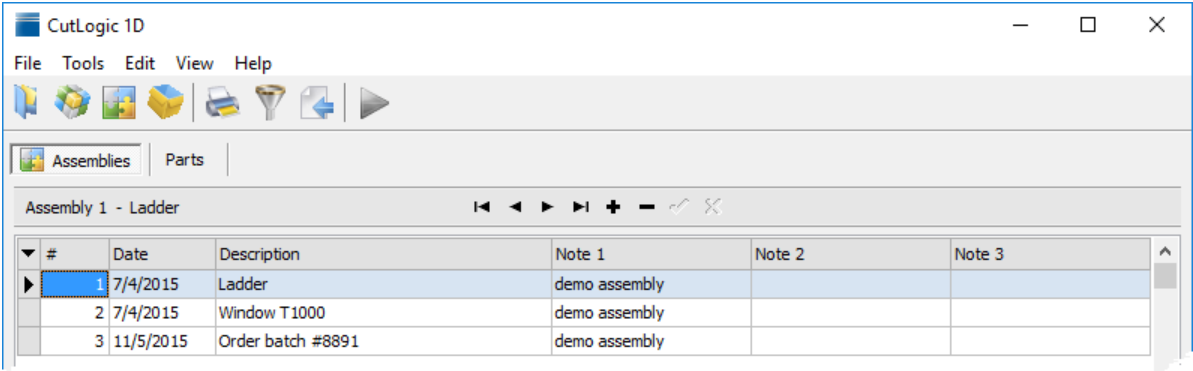 CutLogic 1D
File Tools Edit View Help
Assemblies Parts
Assembly 1 - Ladder
# Date Description Note 1 Note 2 Note 3
1 7/4/2015 Ladder demo assembly
2 7/4/2015 Window T1000 demo assembly
3 11/5/2015 Order batch #8891 demo assembly